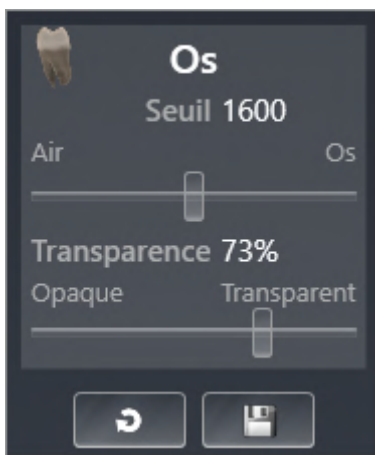 Os
Seuil 1600
Air Os
Transparence 73%
Opaque Transparent